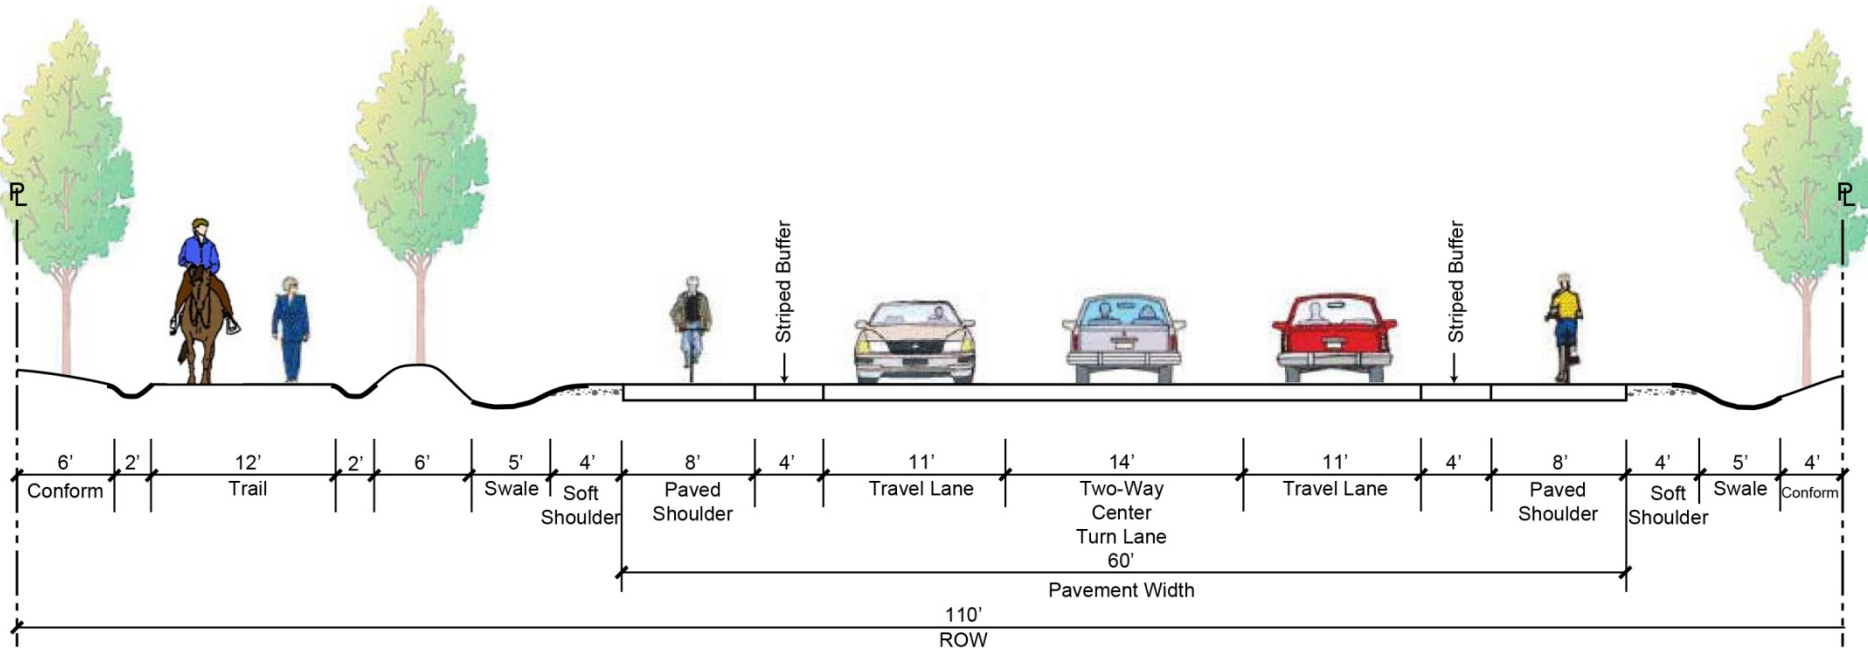 PL
PL
Striped Buffer
Striped Buffer
6’ 2’ 12’ 2’ 6’ 5’ 4’ 8’ 4’ 11’ 14’ 11’ 4’ 8’ 4’ 5’ 4’
Conform
Trail
Swale
Soft
Shoulder
Paved
Shoulder
Travel Lane
Two-Way
Center
Turn Lane
Travel Lane
Paved
Shoulder
Soft
Shoulder
Swale
Conform
60’
Pavement Width
110’
ROW